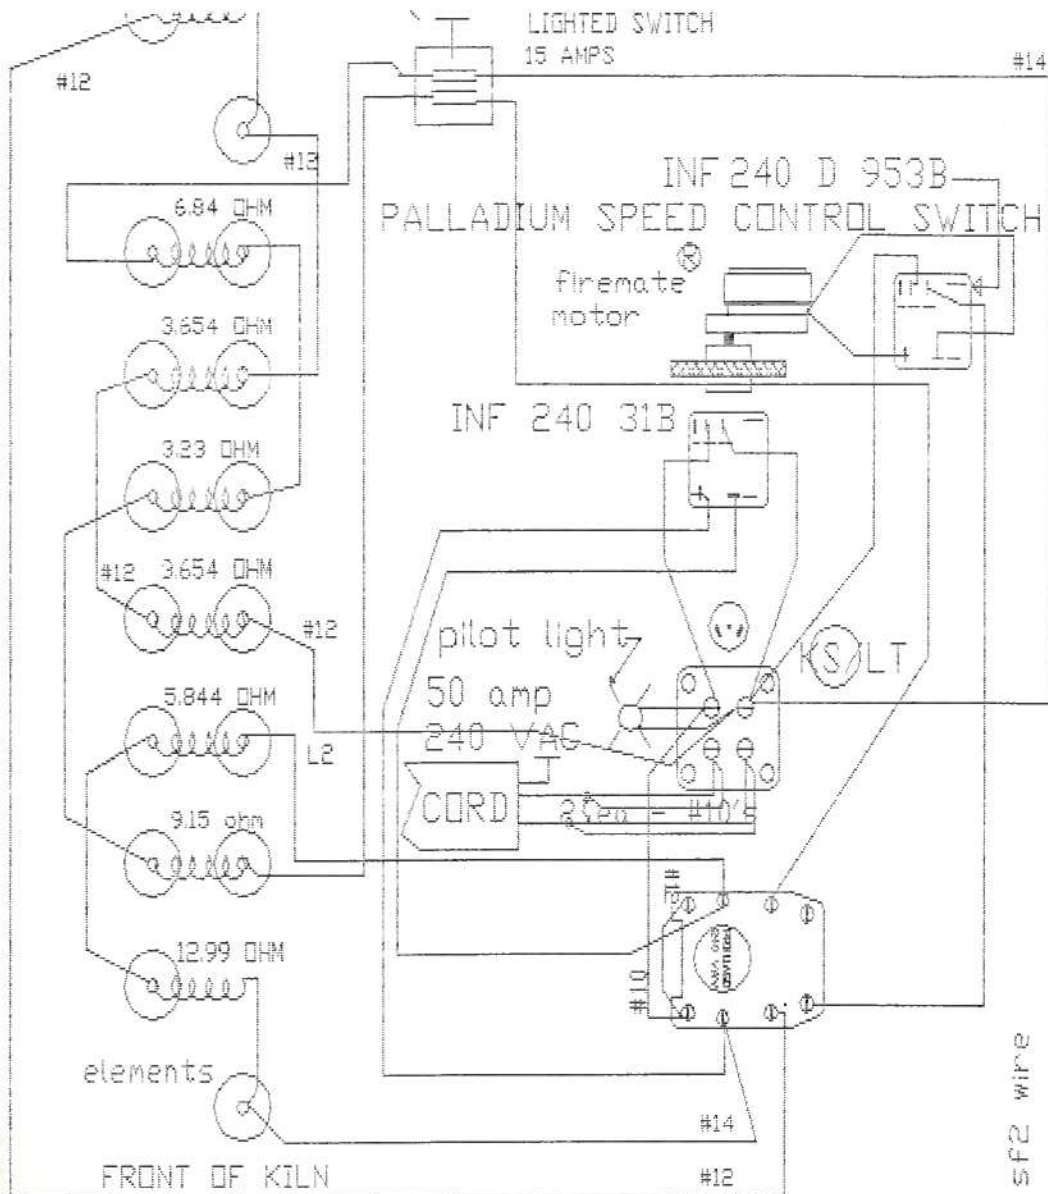 LIGHTED SWITCH
15 AMPS
#14
#12
#13
INF 240 D 953B
6.84 OHM
PALLADIUM SPEED CONTROL SWITCH
R
firemate
motor
3.654 OHM
INF 240 31B
3.23 OHM
3.654 OHM
#12
#12
pilot light
KS/LT
5.844 OHM
50 amp
240 VAC
L2
CORD
#10's
9.15 ohm
12.99 OHM
#10
elements
sf2 wire
#14
FRONT OF KILN
#12